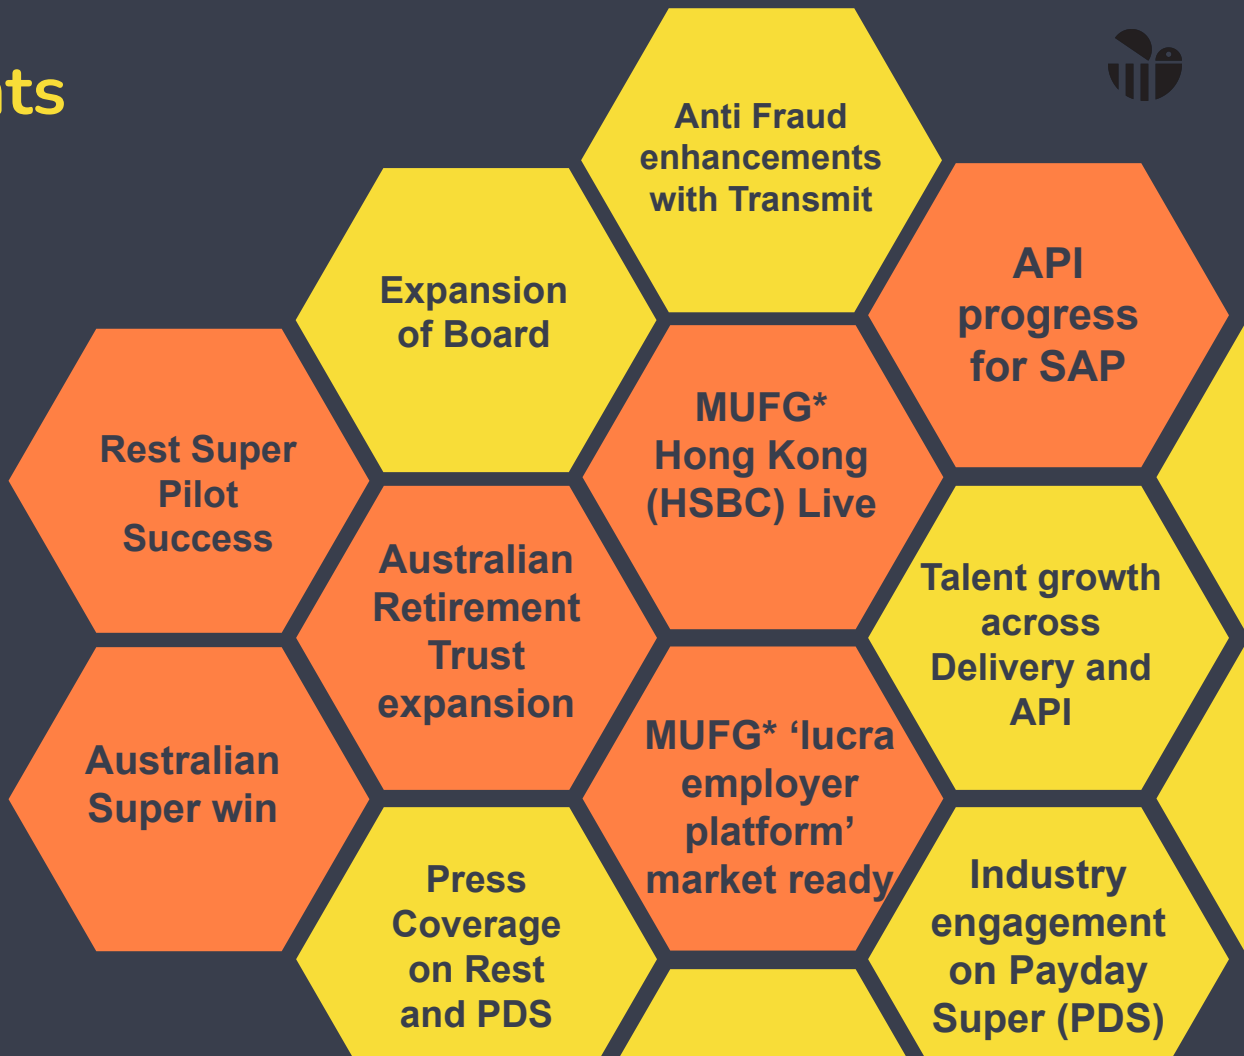 Anti Fraud
enhancements
with Transmit
Expansion
of Board
API
progress
for SAP
Rest Super
Pilot
Success
MUFG*
Hong Kong
(HSBC) Live
Australian
Retirement
Trust
expansion
Talent growth
across
Delivery and
API
Australian
Super win
MUFG* ‘lucra
employer
platform’
market ready
Press
Coverage
on Rest
and PDS
Industry
engagement
on Payday
Super (PDS)